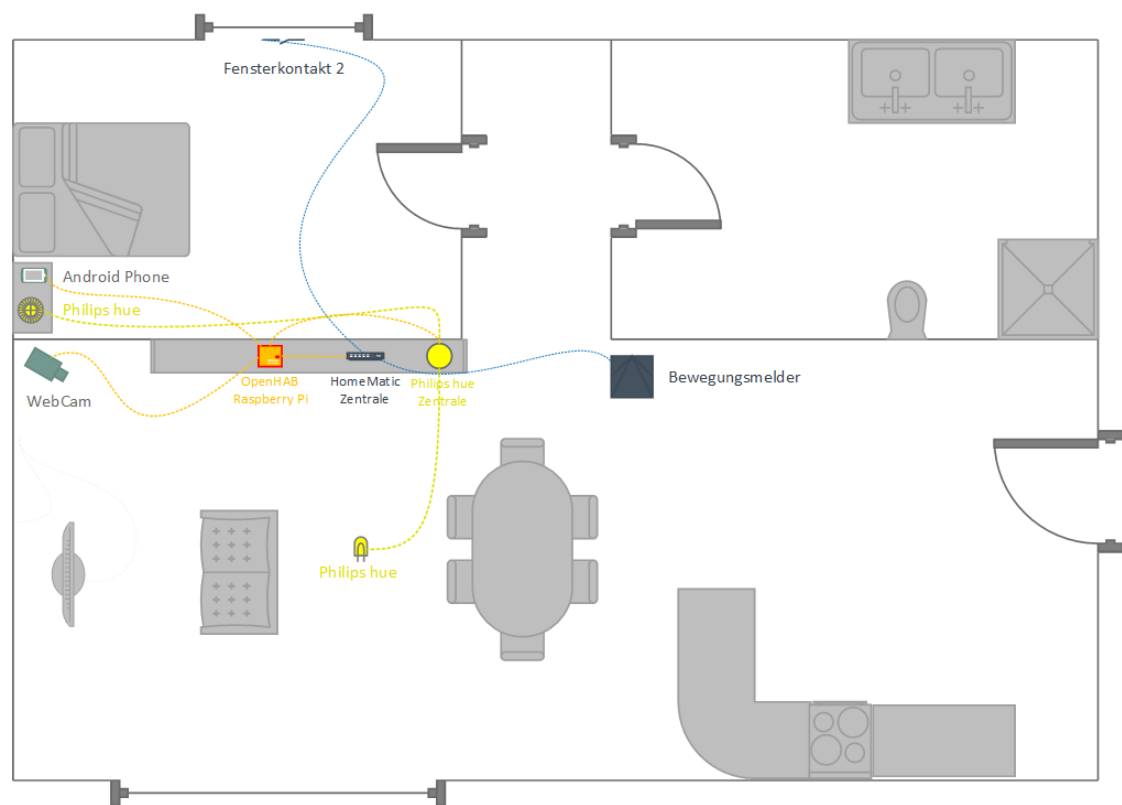 Fensterkontakt 2
Android Phone
Philips hue
WebCam
OpenHAB
Raspberry Pi
HomeMatic
Zentrale
Philips hue
Zentrale
Bewegungsmelder
Philips hue